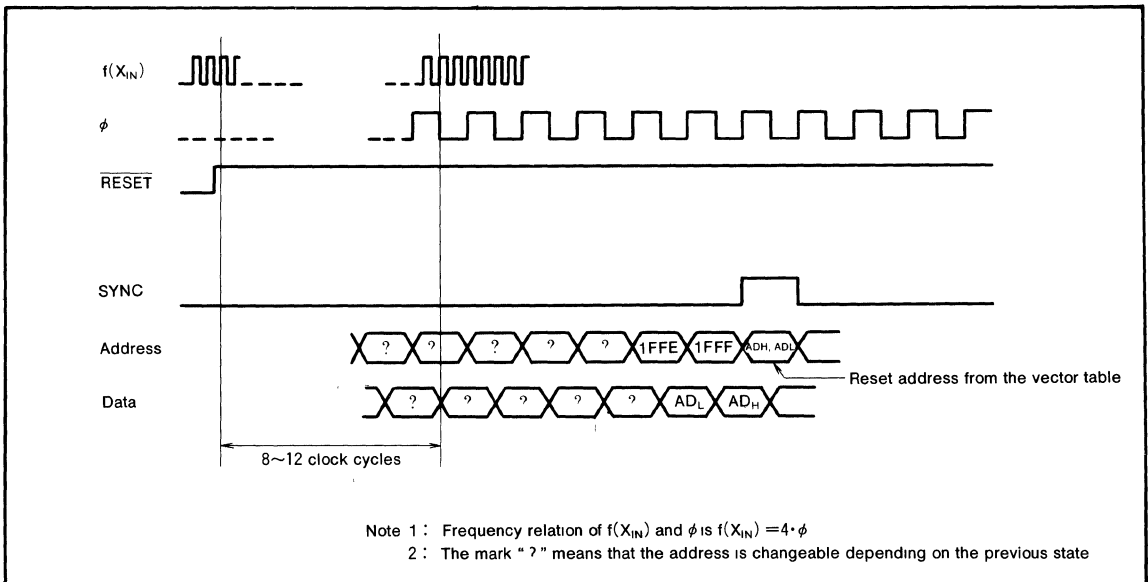 f(X_IN)
φ
R̅E̅S̅E̅T̅
SYNC
Address ? ? ? ? ? 1FFE 1FFF ADH, ADL
Reset address from the vector table
Data ? ? ? ? ? AD_L AD_H
8~12 clock cycles
Note 1 : Frequency relation of f(X_IN) and φ is f(X_IN) =4·φ
2 : The mark “ ? ” means that the address is changeable depending on the previous state